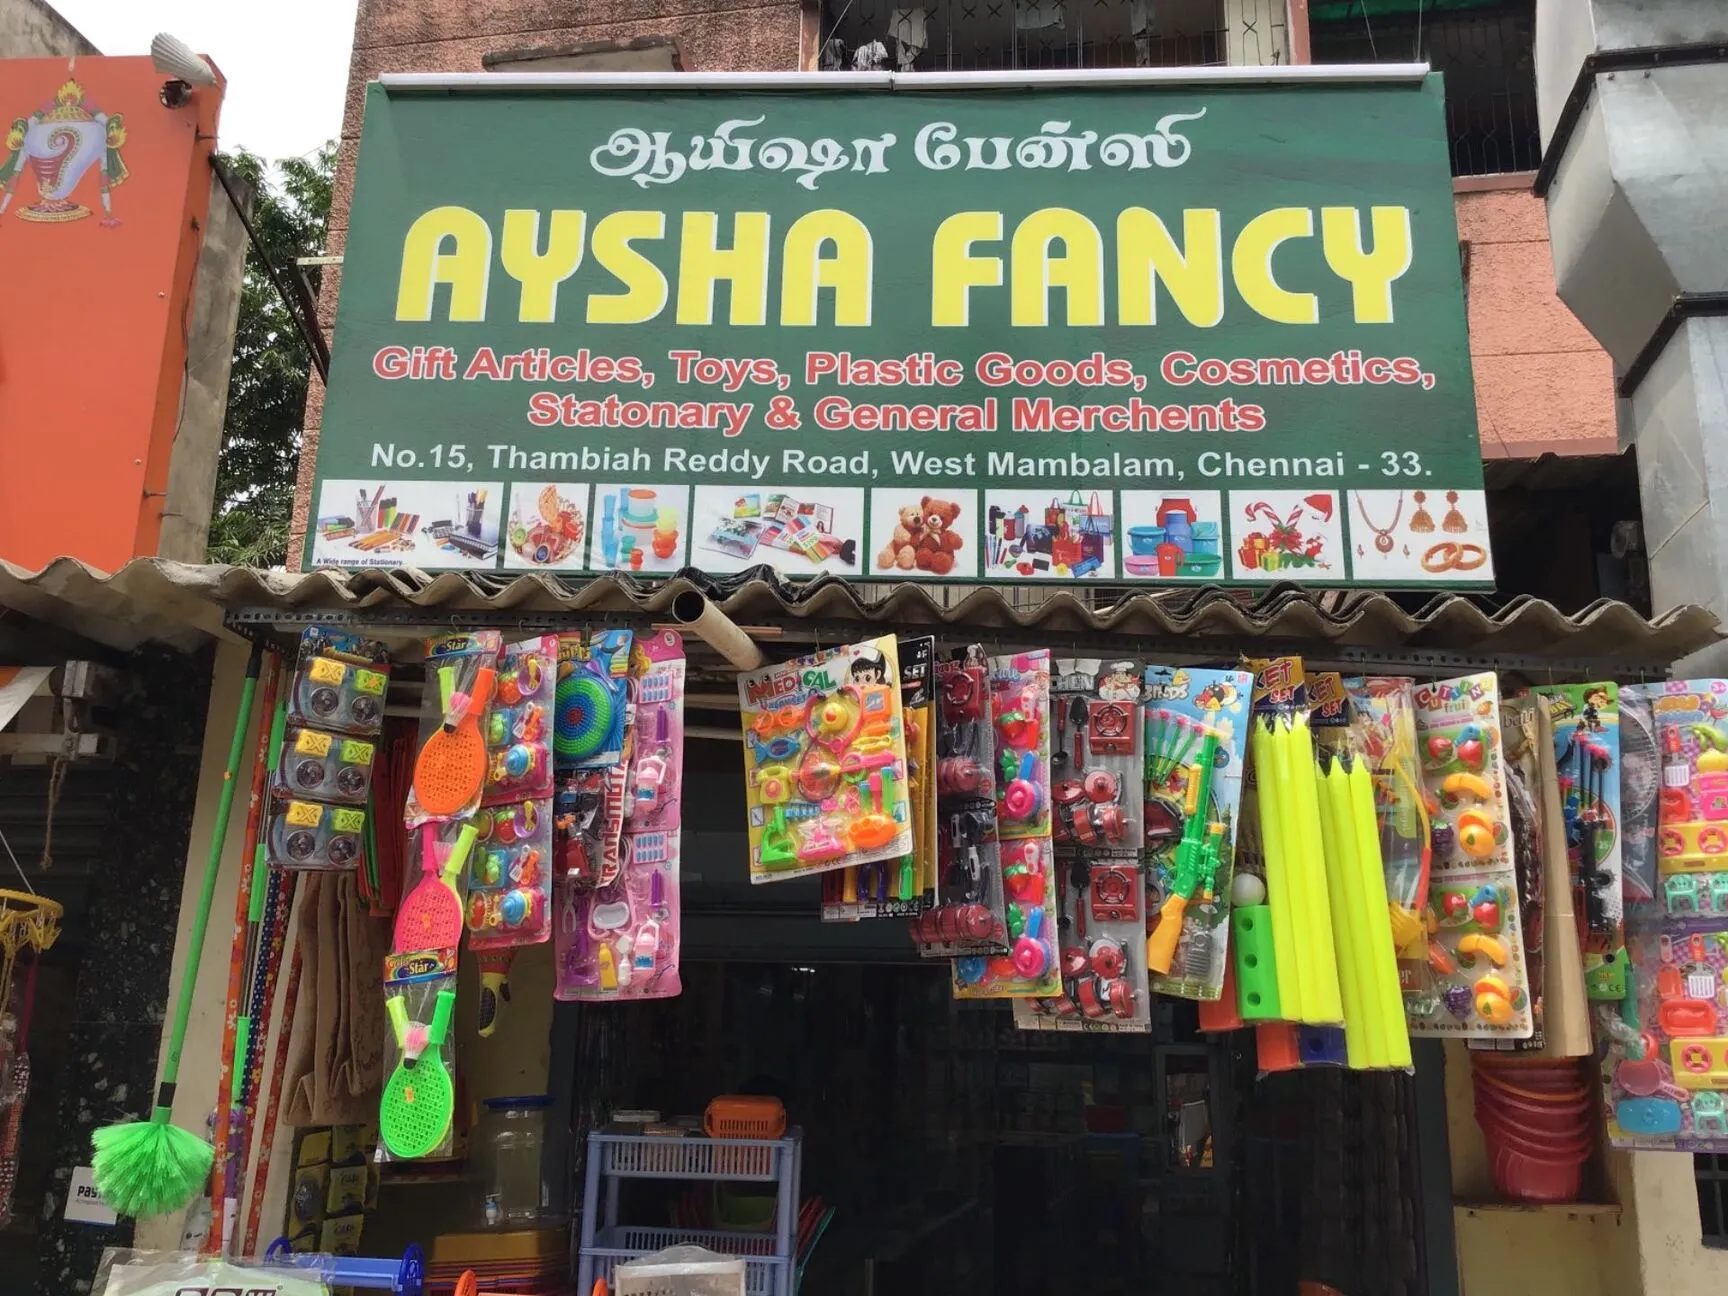 ஆயிஷா பேன்ஸி
AYSHA FANCY
Gift Articles, Toys, Plastic Goods, Cosmetics,
Statonary & General Merchents
No.15, Thambiah Reddy Road, West Mambalam, Chennai - 33.
A Wide range of Stationary...
Star
MEDICAL
SET
Star